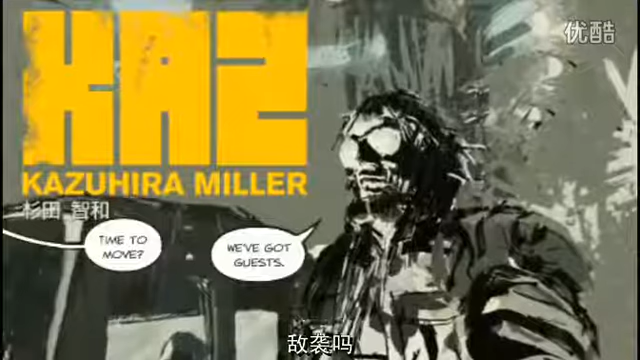 优酷
KAZ
KAZUHIRA MILLER
杉田 智和
TIME TO
MOVE?
WE'VE GOT
GUESTS.
敌袭吗